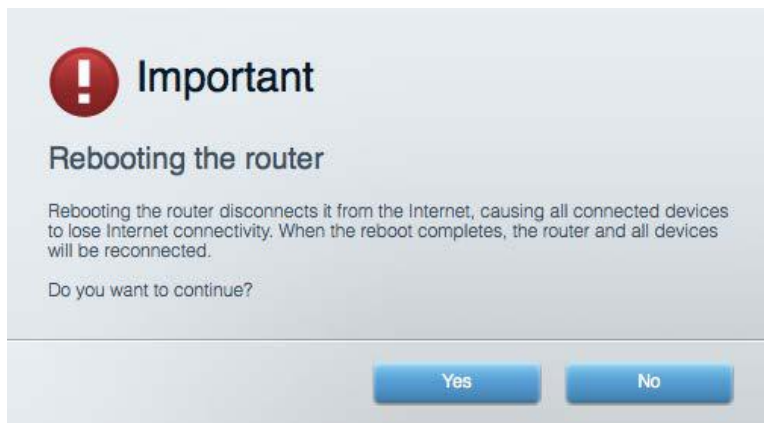 Important
Rebooting the router
Rebooting the router disconnects it from the Internet, causing all connected devices
to lose Internet connectivity. When the reboot completes, the router and all devices
will be reconnected.
Do you want to continue?
Yes No